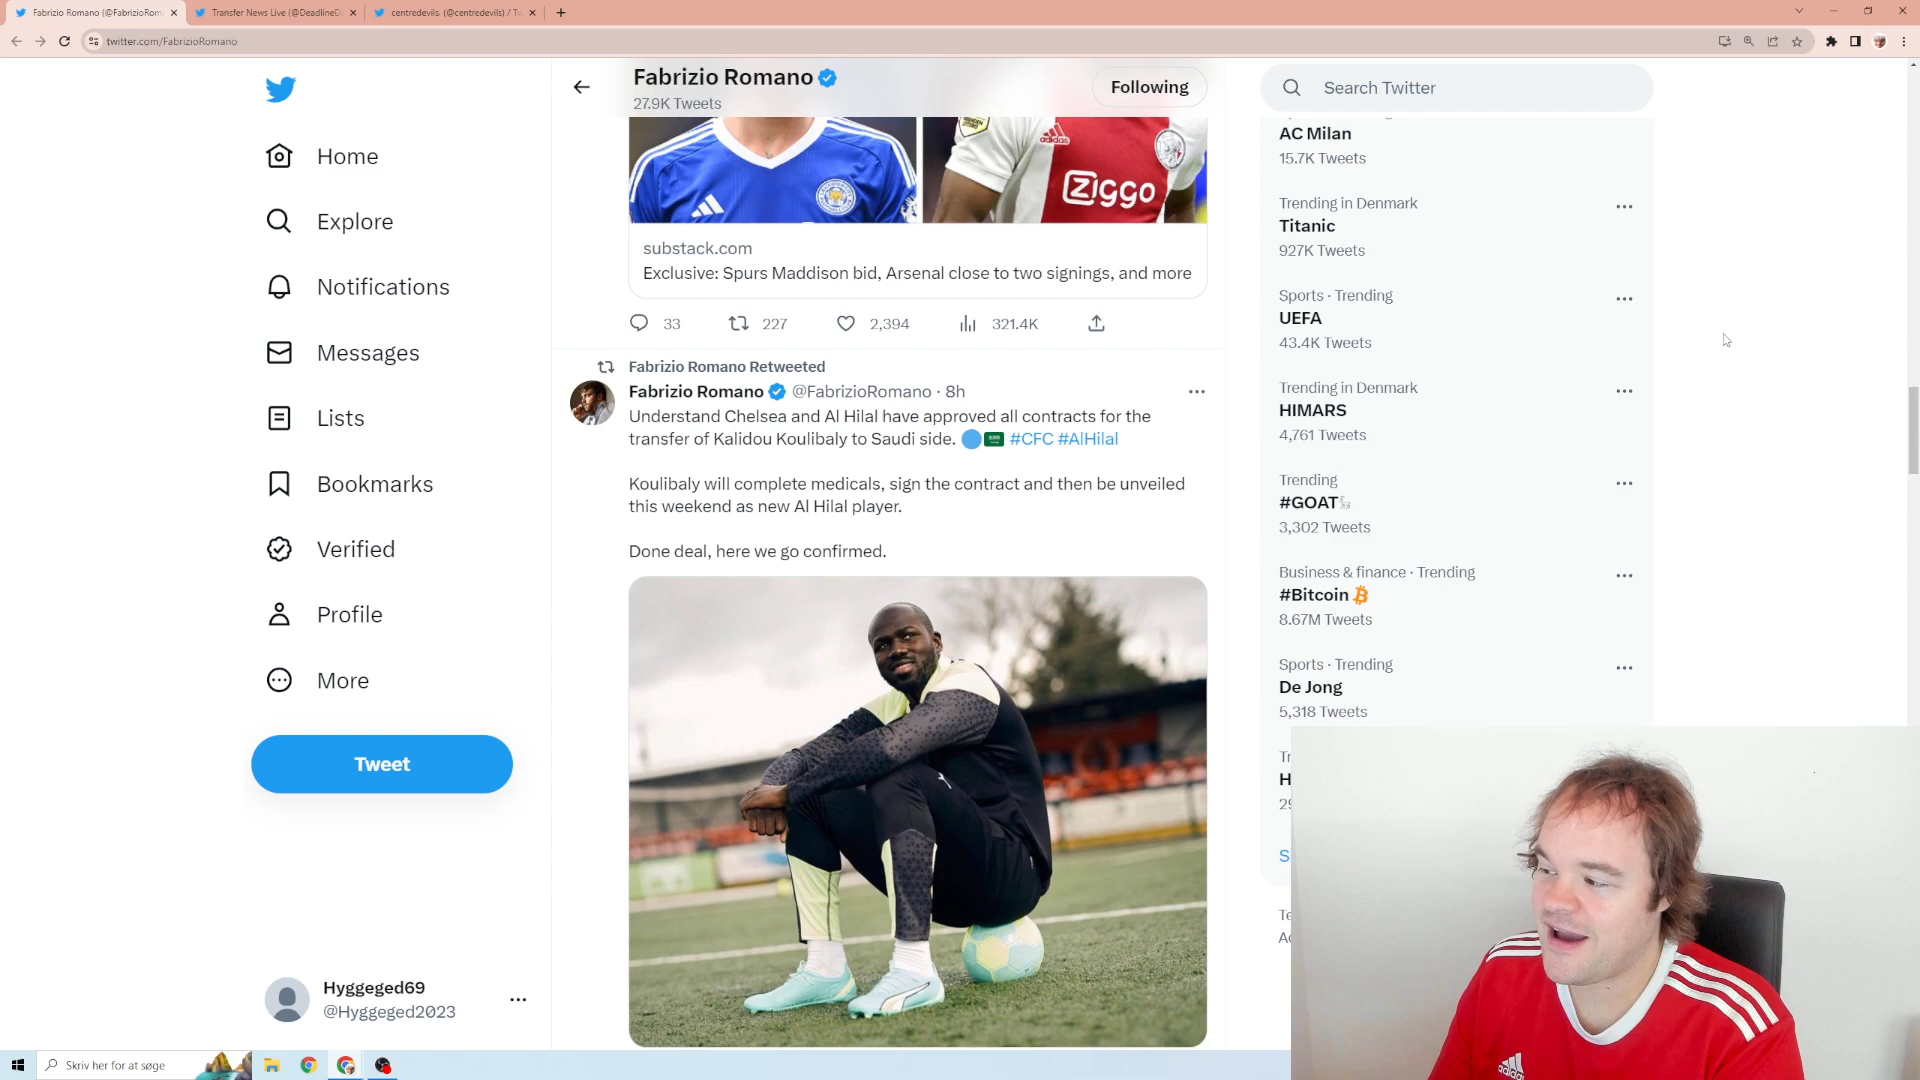 Fabrizio Romano (@FabrizioRom
Transfer News Live (@DeadlineD
centredevils. (@centredevils) / Tw
twitter.com/FabrizioRomano
Home
Explore
Notifications
Messages
Lists
Bookmarks
Verified
Profile
More
Tweet
Hyggeged69
@Hyggeged2023
Fabrizio Romano
27.9K Tweets
Following
Ziggo
adidas
substack.com
Exclusive: Spurs Maddison bid, Arsenal close to two signings, and more
33 227 2,394 321.4K
Fabrizio Romano Retweeted
Fabrizio Romano @FabrizioRomano · 8h
Understand Chelsea and Al Hilal have approved all contracts for the
transfer of Kalidou Koulibaly to Saudi side. #CFC #AlHilal
Koulibaly will complete medicals, sign the contract and then be unveiled
this weekend as new Al Hilal player.
Done deal, here we go confirmed.
Search Twitter
AC Milan
15.7K Tweets
Trending in Denmark
Titanic
927K Tweets
Sports · Trending
UEFA
43.4K Tweets
Trending in Denmark
HIMARS
4,761 Tweets
Trending
#GOAT
3,302 Tweets
Business & finance · Trending
#Bitcoin
8.67M Tweets
Sports · Trending
De Jong
5,318 Tweets
adidas
Skriv her for at søge